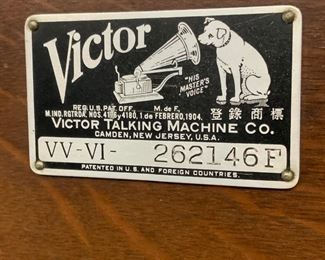 Victor
"HIS
MASTER'S
VOICE"
REG. U.S. PAT. OFF. M. de F.
M. IND. RGTRDA. NOS. 4196, 4180, 1 de FEBRERO, 1904. 登錄商標
VICTOR TALKING MACHINE CO.
CAMDEN, NEW JERSEY, U.S.A.
VV-VI- 262146F
PATENTED IN U.S. AND FOREIGN COUNTRIES.